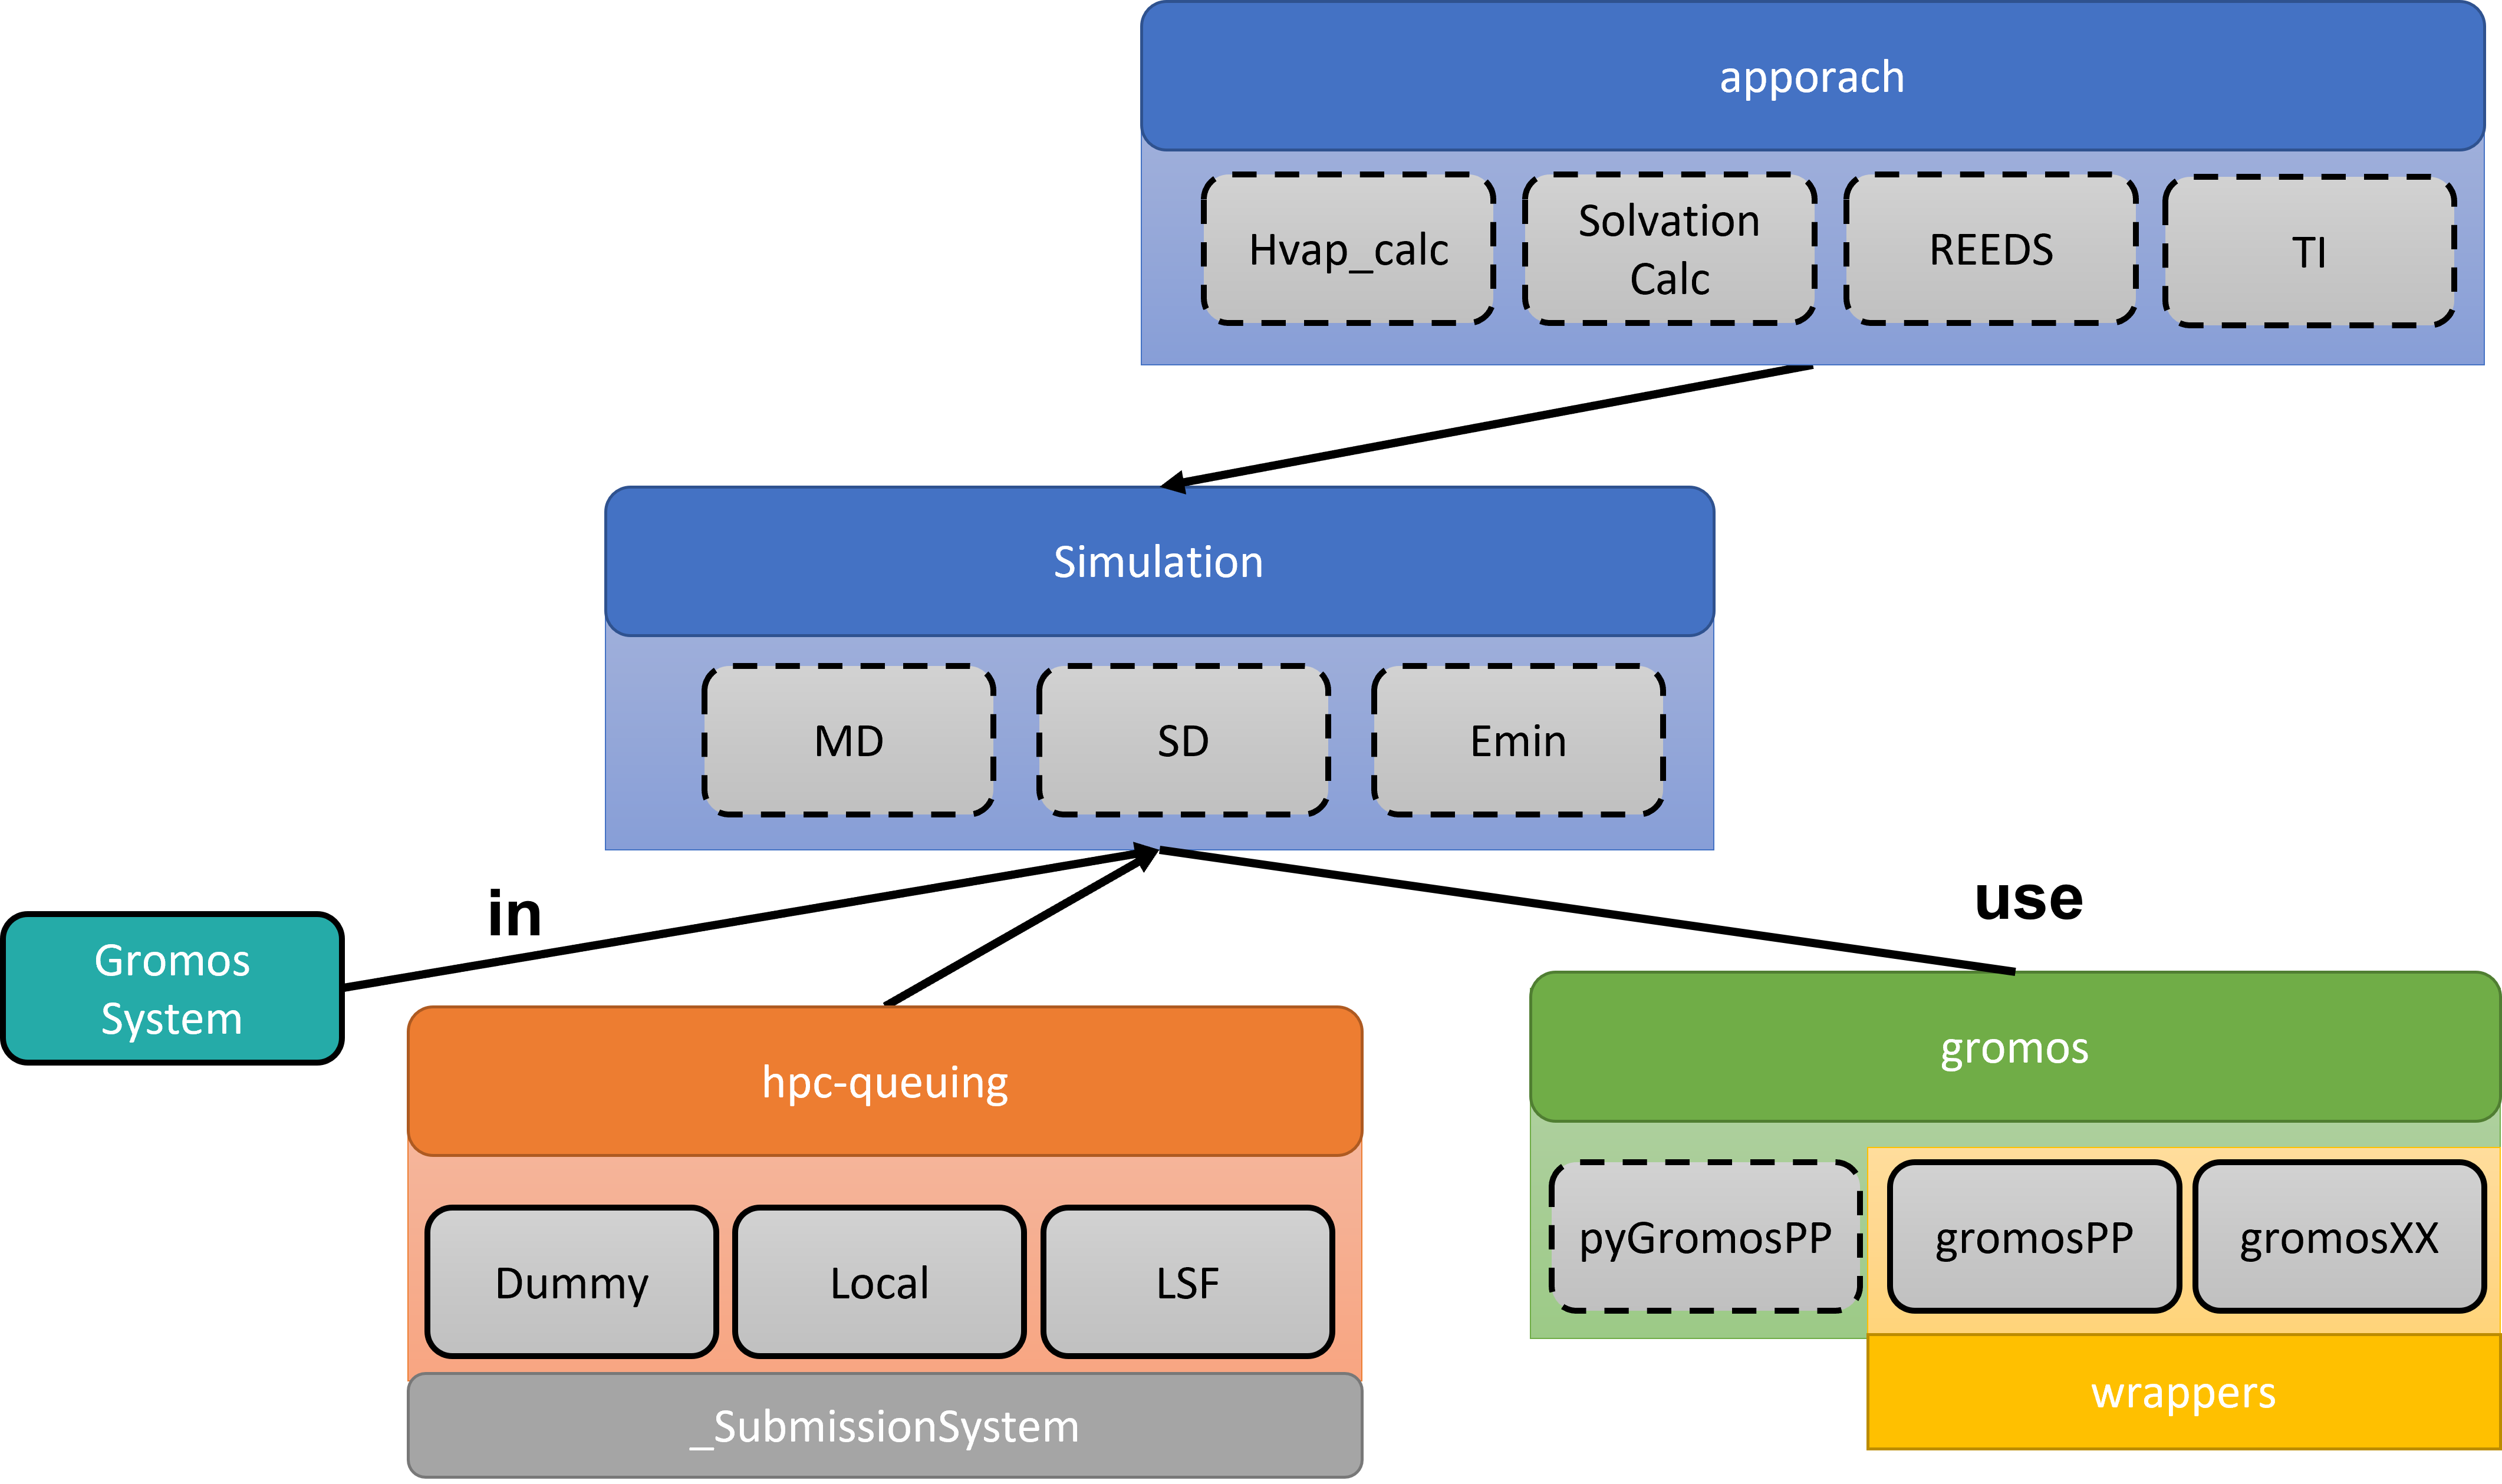 apporach
Hvap_calc
Solvation
Calc
REEDS
TI
Simulation
MD
SD
Emin
in
use
Gromos
System
hpc-queuing
Dummy
Local
LSF
_SubmissionSystem
gromos
pyGromosPP
gromosPP
gromosXX
wrappers